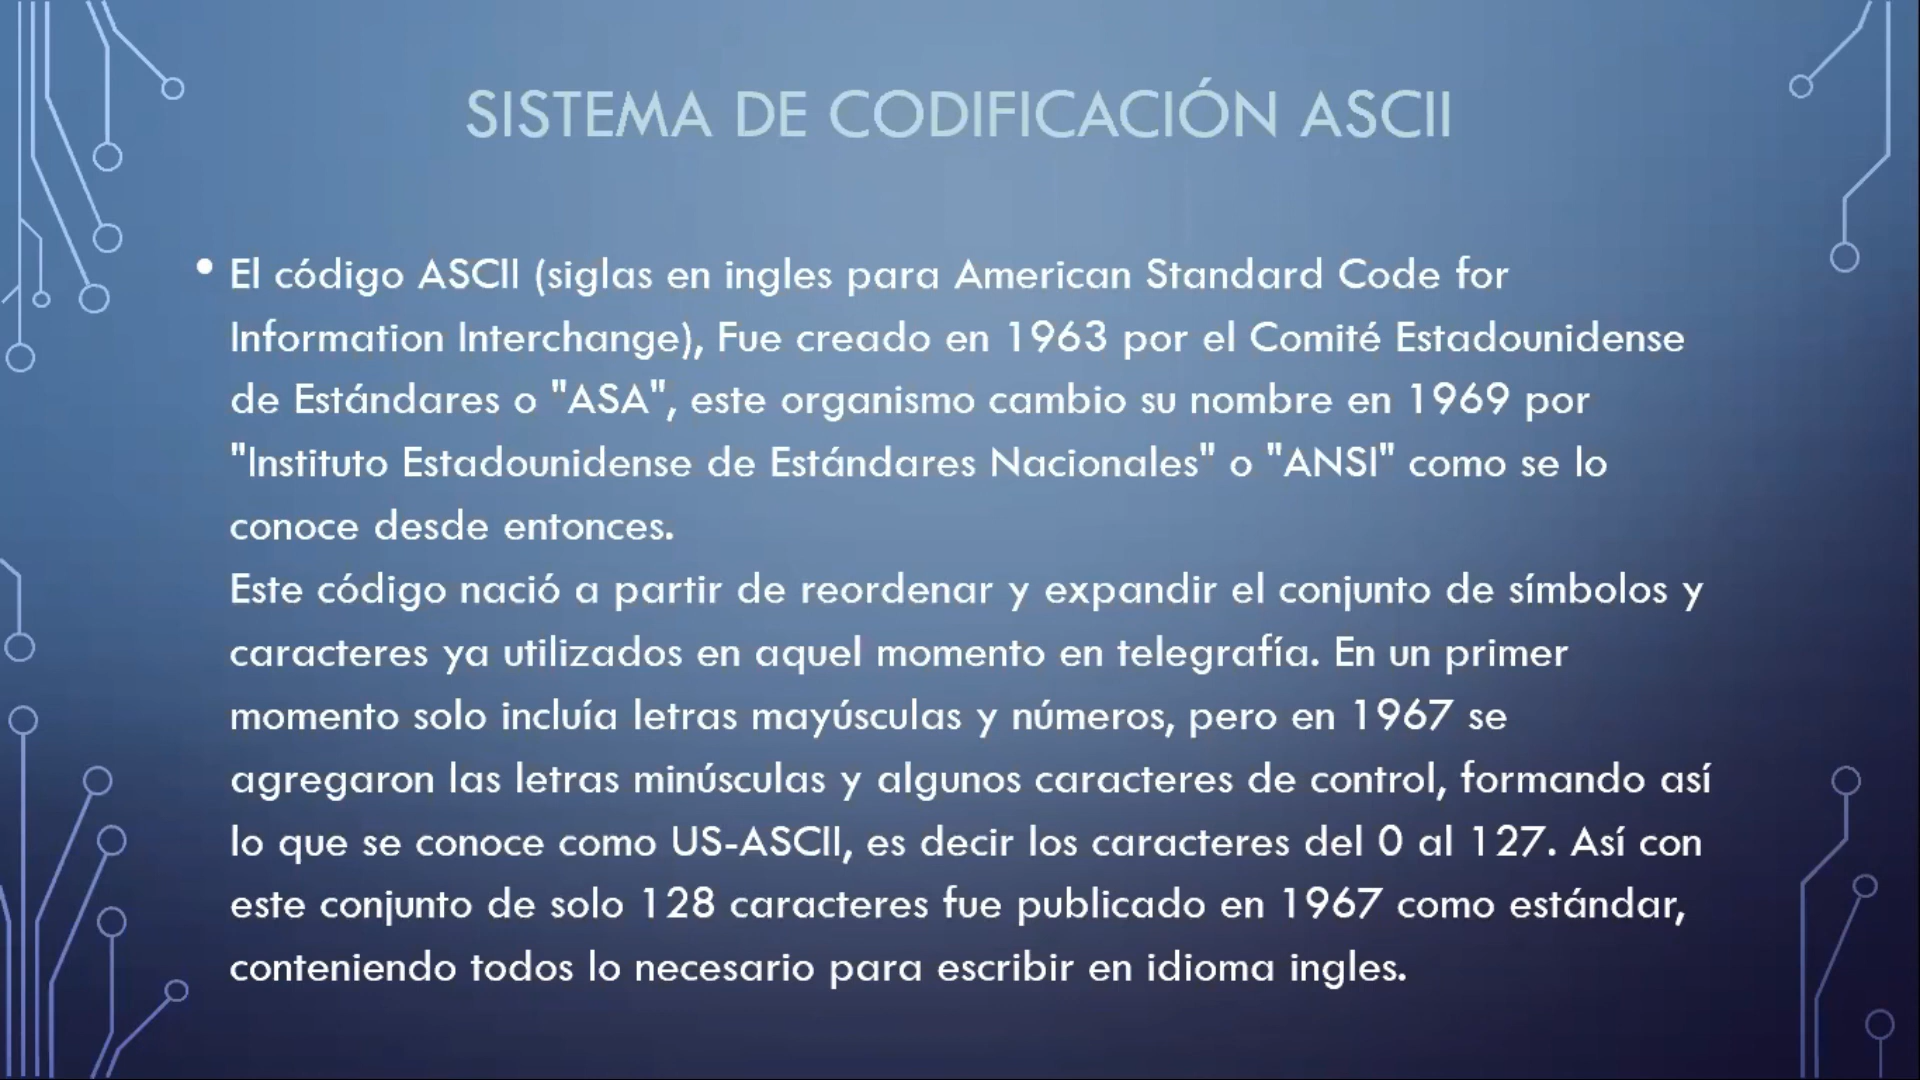 SISTEMA DE CODIFICACIÓN ASCII
• El código ASCII (siglas en ingles para American Standard Code for
Information Interchange), Fue creado en 1963 por el Comité Estadounidense
de Estándares o "ASA", este organismo cambio su nombre en 1969 por
"Instituto Estadounidense de Estándares Nacionales" o "ANSI" como se lo
conoce desde entonces.
Este código nació a partir de reordenar y expandir el conjunto de símbolos y
caracteres ya utilizados en aquel momento en telegrafía. En un primer
momento solo incluía letras mayúsculas y números, pero en 1967 se
agregaron las letras minúsculas y algunos caracteres de control, formando así
lo que se conoce como US-ASCII, es decir los caracteres del 0 al 127. Así con
este conjunto de solo 128 caracteres fue publicado en 1967 como estándar,
conteniendo todos lo necesario para escribir en idioma ingles.